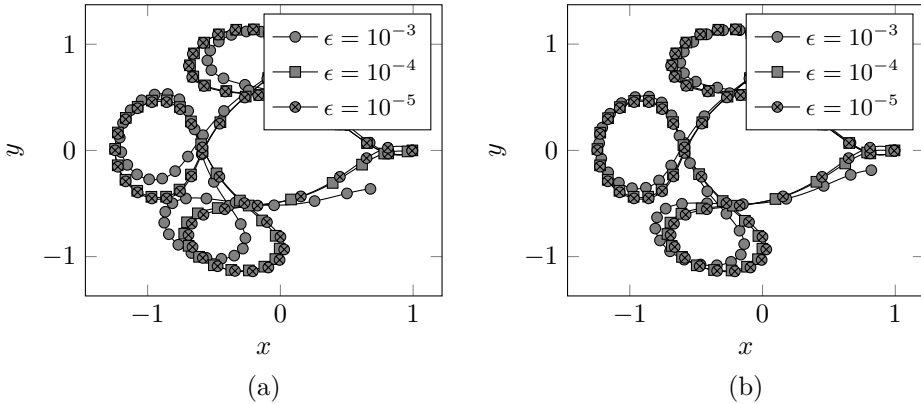 1
0
−1
y
−1
0
1
x
ϵ = 10⁻³
ϵ = 10⁻⁴
ϵ = 10⁻⁵
(a)
1
0
−1
y
−1
0
1
x
ϵ = 10⁻³
ϵ = 10⁻⁴
ϵ = 10⁻⁵
(b)